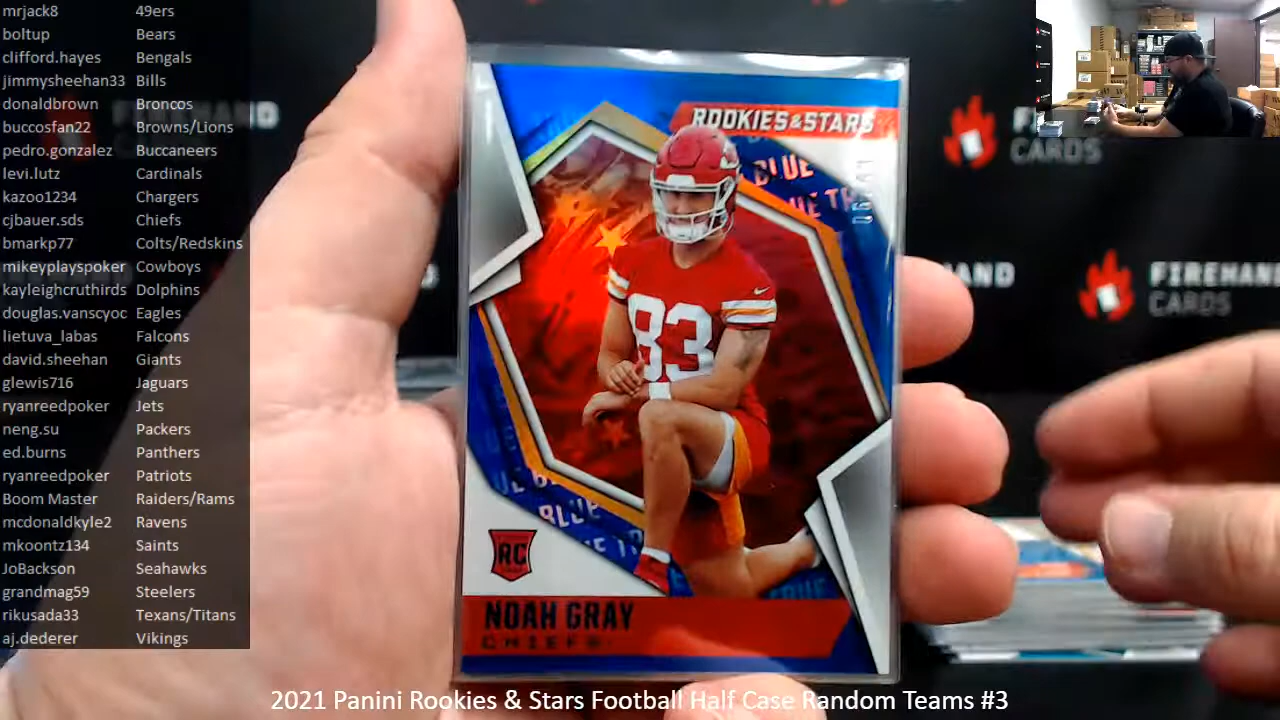 mrjack8 49ers
boltup Bears
clifford.hayes Bengals
jimmysheehan33 Bills
donaldbrown Broncos
buccosfan22 Browns/Lions
pedro.gonzalez Buccaneers
levi.lutz Cardinals
kazoo1234 Chargers
cjbauer.sds Chiefs
bmarkp77 Colts/Redskins
mikeyplayspoker Cowboys
kayleighcruthirds Dolphins
douglas.vanscyoc Eagles
lietuva_labas Falcons
david.sheehan Giants
glewis716 Jaguars
ryanreedpoker Jets
neng.su Packers
ed.burns Panthers
ryanreedpoker Patriots
Boom Master Raiders/Rams
mcdonaldkyle2 Ravens
mkoontz134 Saints
JoBackson Seahawks
grandmag59 Steelers
rikusada33 Texans/Titans
aj.dederer Vikings
ROOKIES & STARS
BLUE
83
BLUE
RC
NOAH GRAY
CHIEFS
CARDS
FIREHAND
CARDS
2021 Panini Rookies & Stars Football Half Case Random Teams #3